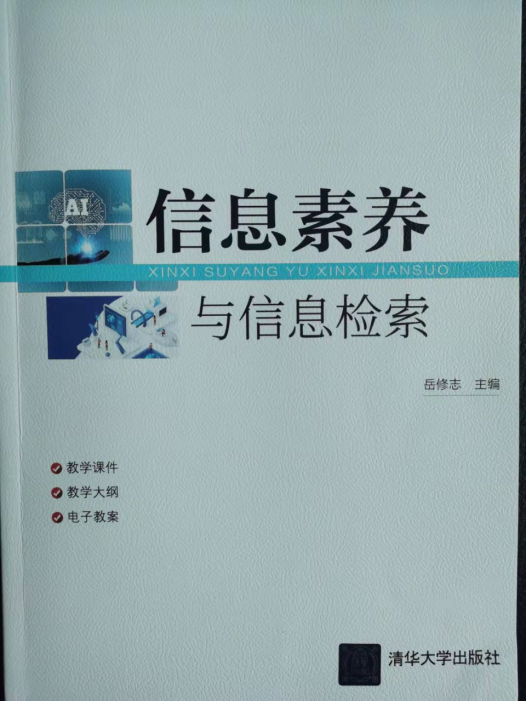 AI
信息素养
XINXI SUYANG YU XINXI JIANSUO
与信息检索
岳修志 主编
教学课件
教学大纲
电子教案
清华大学出版社